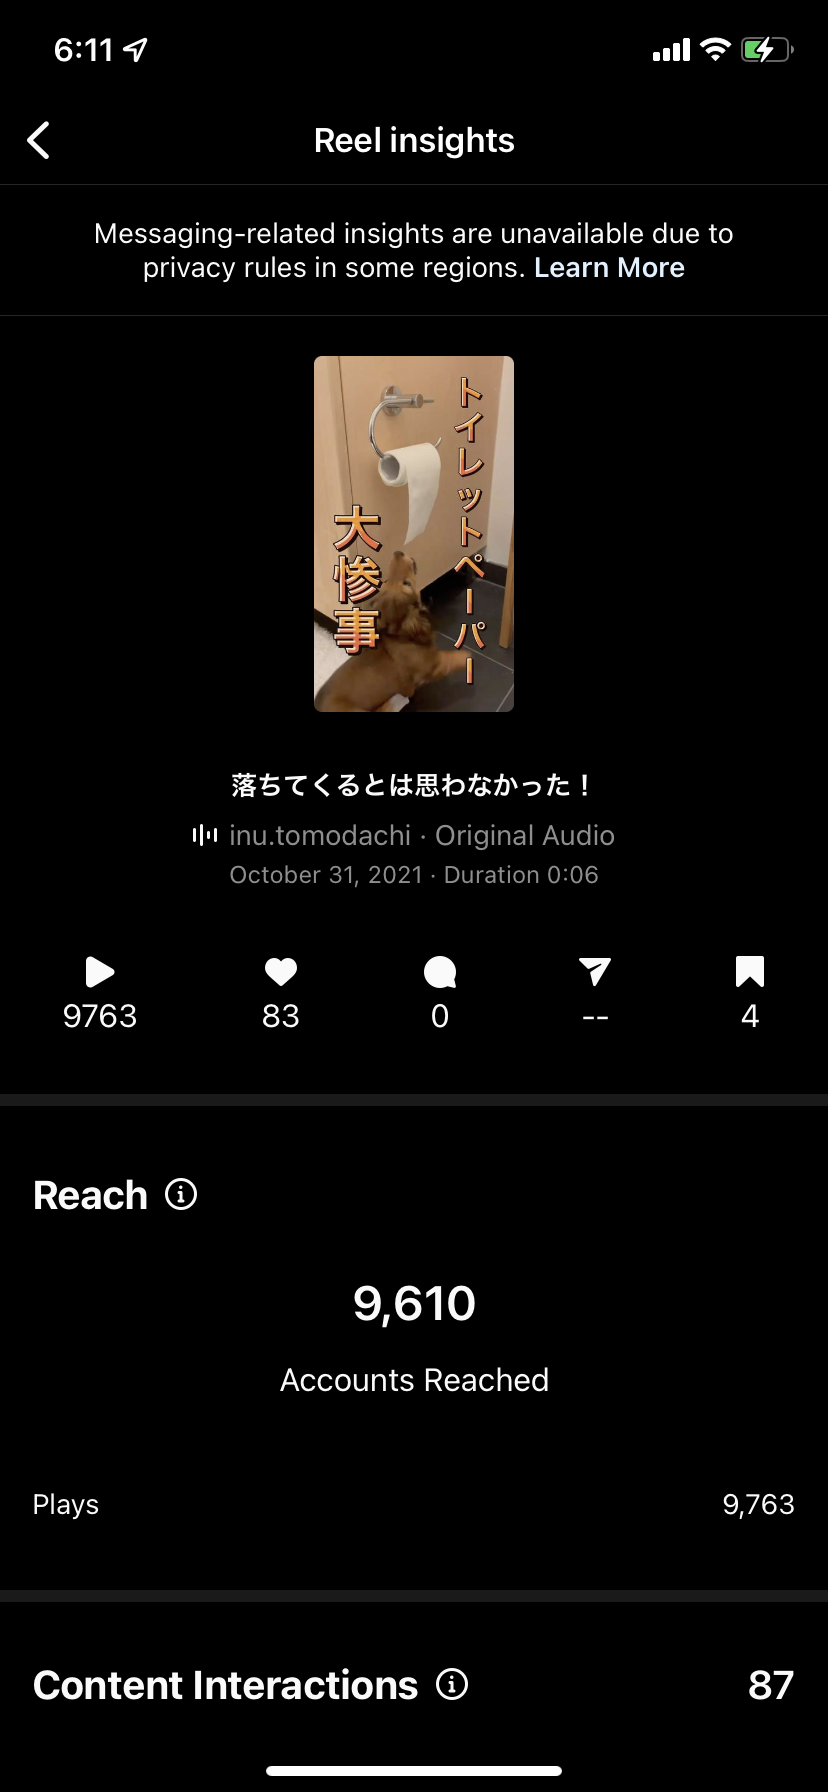 6:11
Reel insights
Messaging-related insights are unavailable due to
privacy rules in some regions. Learn More
トイレットペーパー
大惨事
落ちてくるとは思わなかった！
inu.tomodachi · Original Audio
October 31, 2021 · Duration 0:06
9763
83
0
--
4
Reach
9,610
Accounts Reached
Plays
9,763
Content Interactions
87